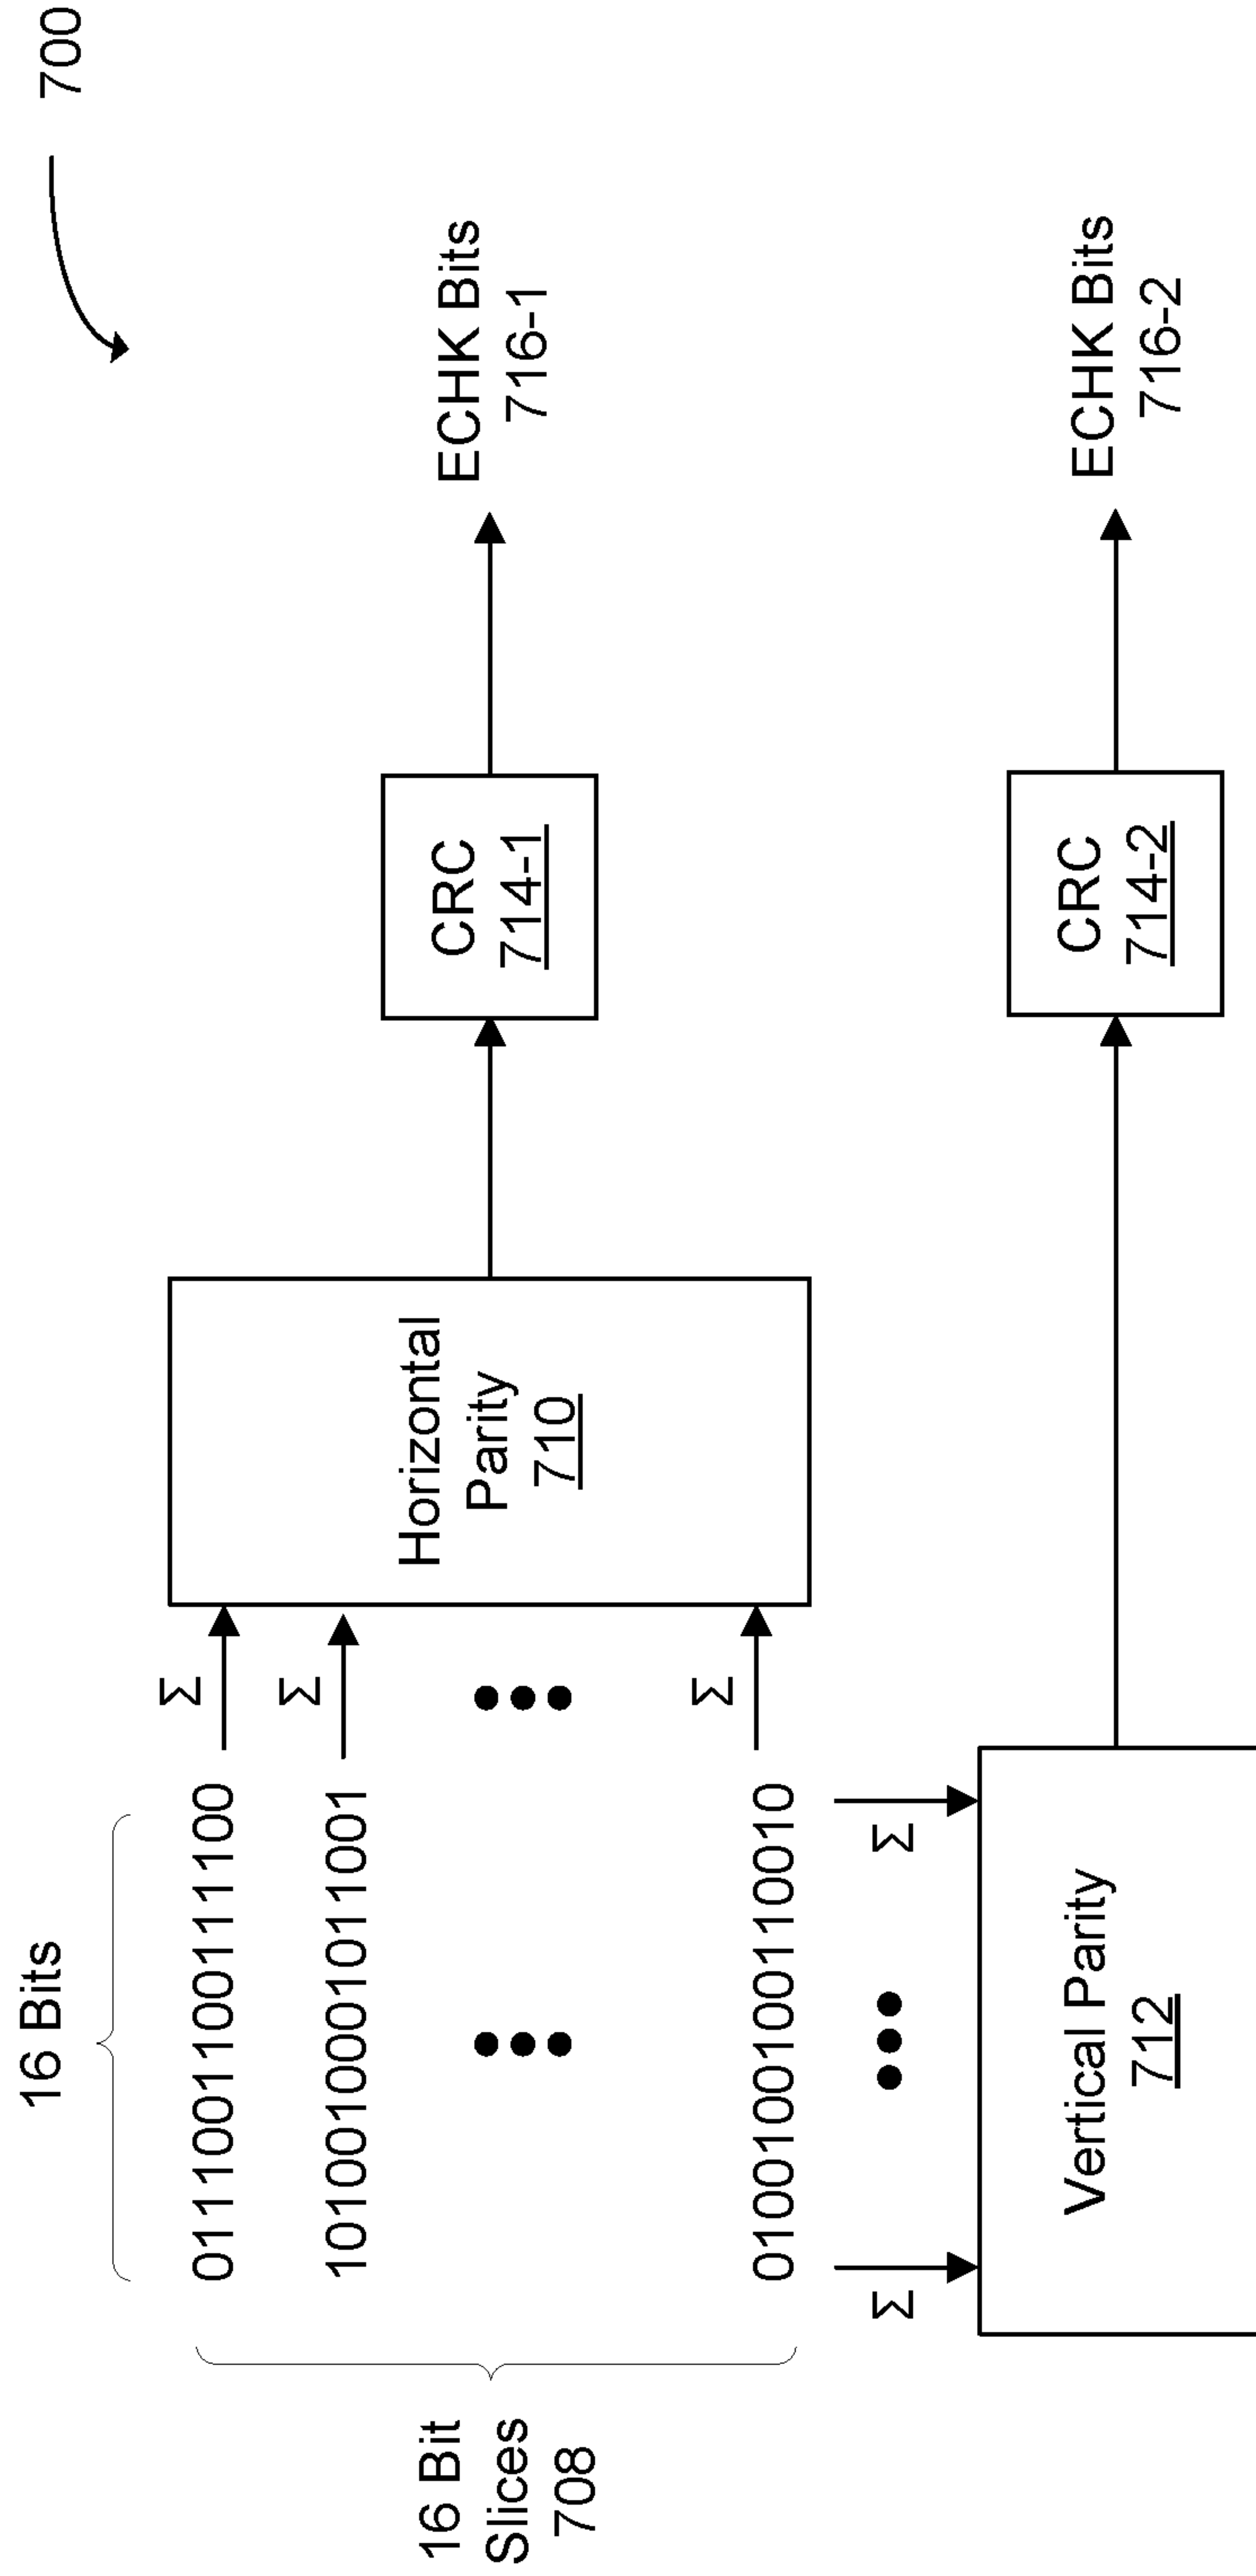 700
16 Bits
0111001100111100
Σ
1010010001011001
Σ
0100100100110010
Σ
16 Bit
Slices
708
Horizontal
Parity
710
CRC
714-1
ECHK Bits
716-1
Σ
Σ
Vertical Parity
712
CRC
714-2
ECHK Bits
716-2